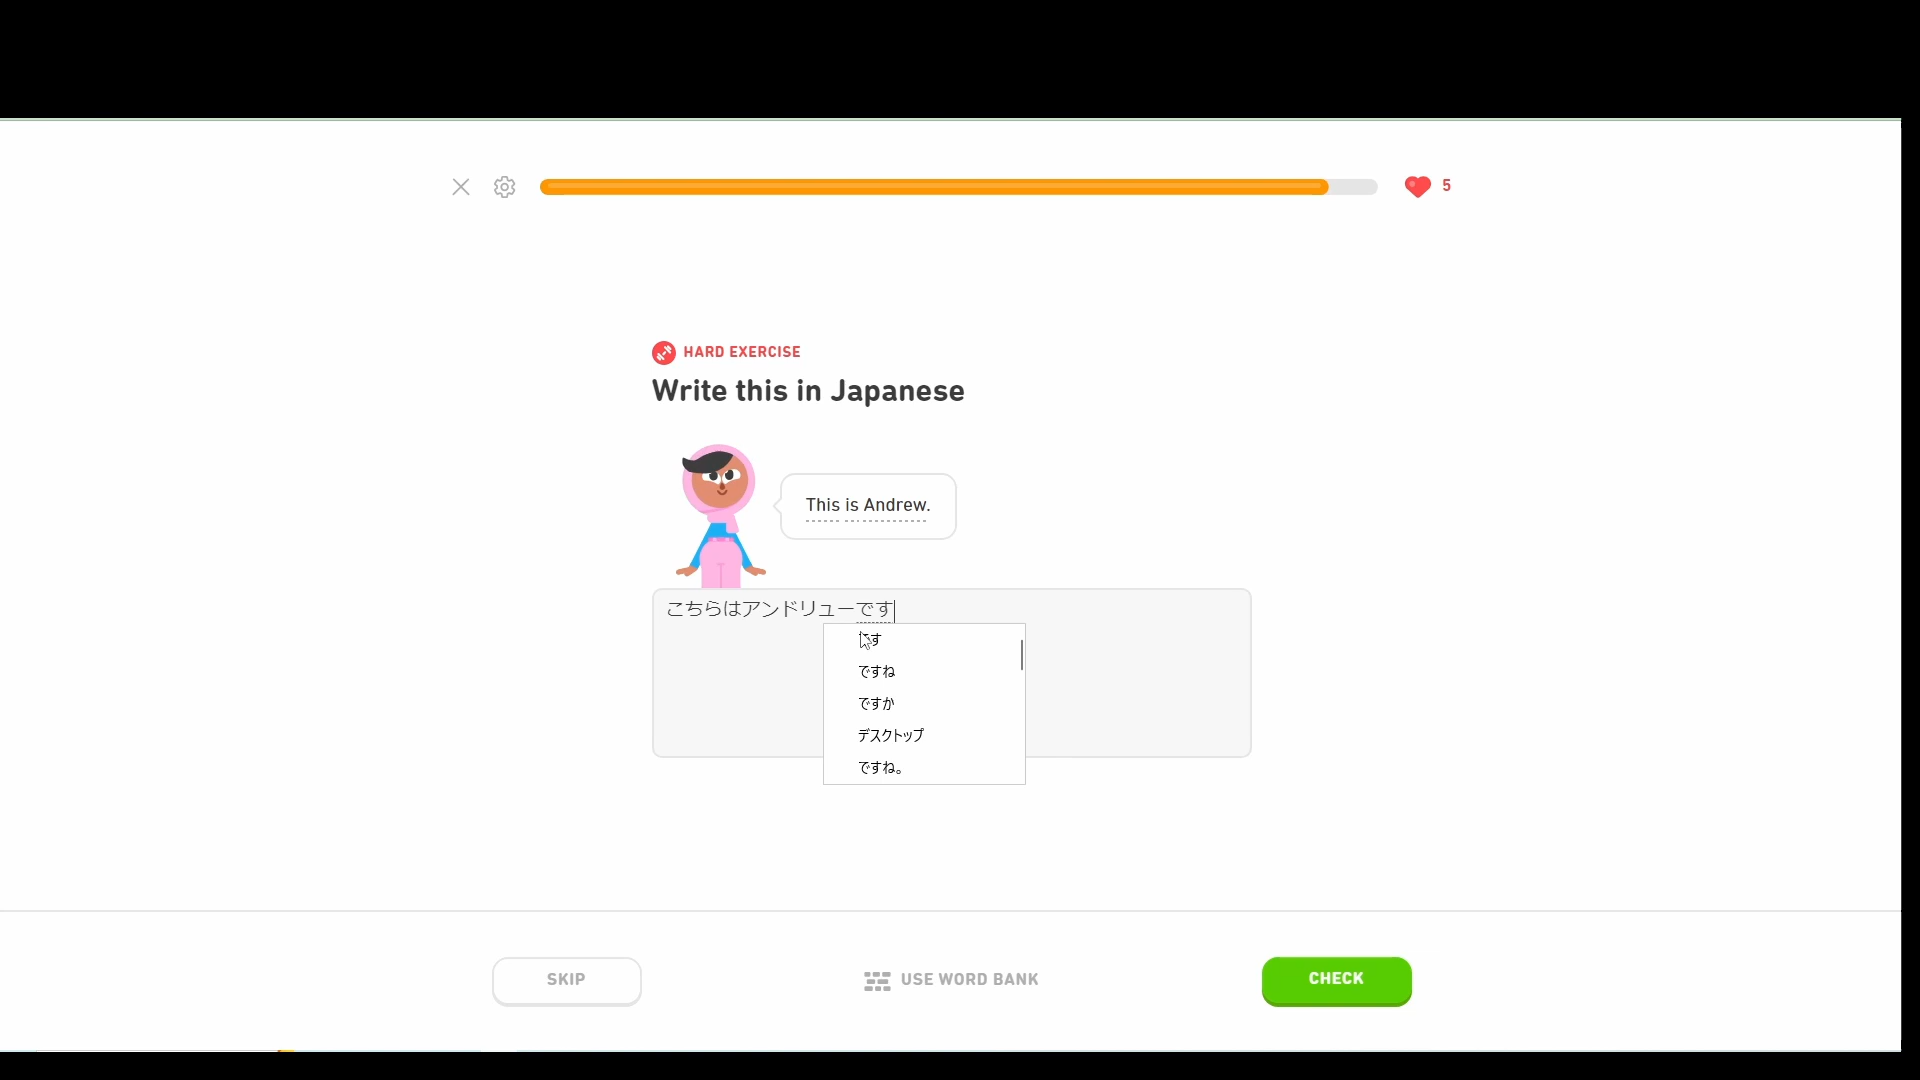 5
HARD EXERCISE
Write this in Japanese
This is Andrew.
こちらはアンドリューです
です
ですね
ですか
デスクトップ
ですね。
SKIP
USE WORD BANK
CHECK